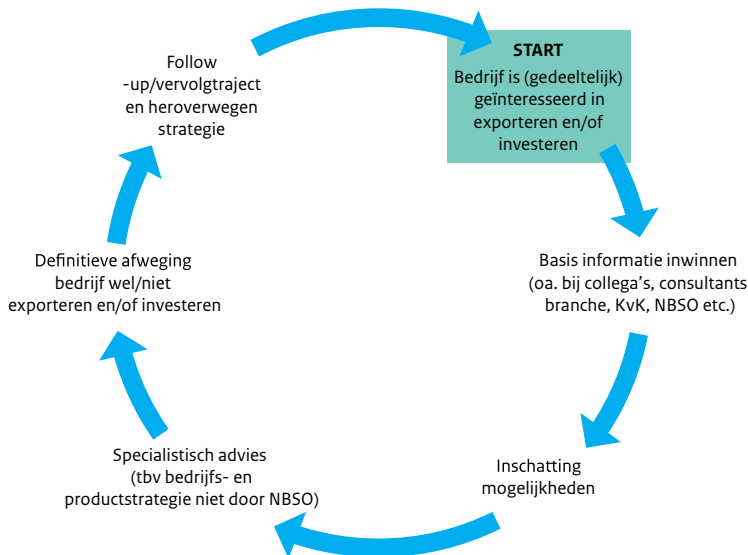 START
Bedrijf is (gedeeltelijk)
geïnteresseerd in
exporteren en/of
investeren
Basis informatie inwinnen
(oa. bij collega's, consultants
branche, KvK, NBSO etc.)
Inschatting
mogelijkheden
Specialistisch advies
(tbv bedrijfs- en
productstrategie niet door NBSO)
Definitieve afweging
bedrijf wel/niet
exporteren en/of investeren
Follow
-up/vervolgtraject
en heroverwegen
strategie